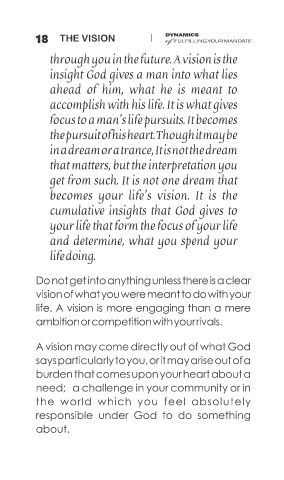 18 THE VISION | DYNAMICS
of FULFILLING YOUR MANDATE
through you in the future. A vision is the
insight God gives a man into what lies
ahead of him, what he is meant to
accomplish with his life. It is what gives
focus to a man's life pursuits. It becomes
the pursuit of his heart. Though it may be
in a dream or a trance, It is not the dream
that matters, but the interpretation you
get from such. It is not one dream that
becomes your life's vision. It is the
cumulative insights that God gives to
your life that form the focus of your life
and determine, what you spend your
life doing.
Do not get into anything unless there is a clear
vision of what you were meant to do with your
life. A vision is more engaging than a mere
ambition or competition with your rivals.
A vision may come directly out of what God
says particularly to you, or it may arise out of a
burden that comes upon your heart about a
need; a challenge in your community or in
the world which you feel absolutely
responsible under God to do something
about.